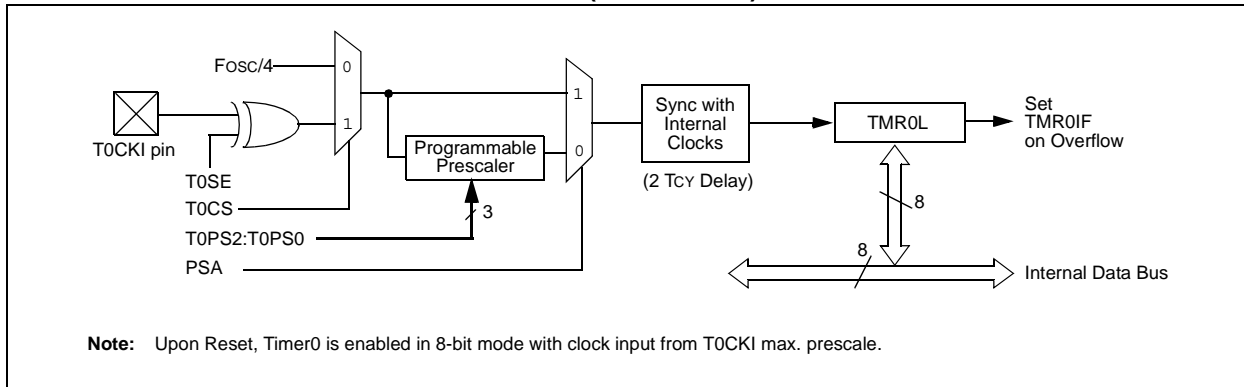 Fosc/4
0
1
T0CKI pin
T0SE
T0CS
T0PS2:T0PS0
PSA
Programmable
Prescaler
3
1
0
Sync with
Internal
Clocks
(2 TCY Delay)
TMR0L
Set
TMR0IF
on Overflow
8
8
Internal Data Bus
Note: Upon Reset, Timer0 is enabled in 8-bit mode with clock input from T0CKI max. prescale.